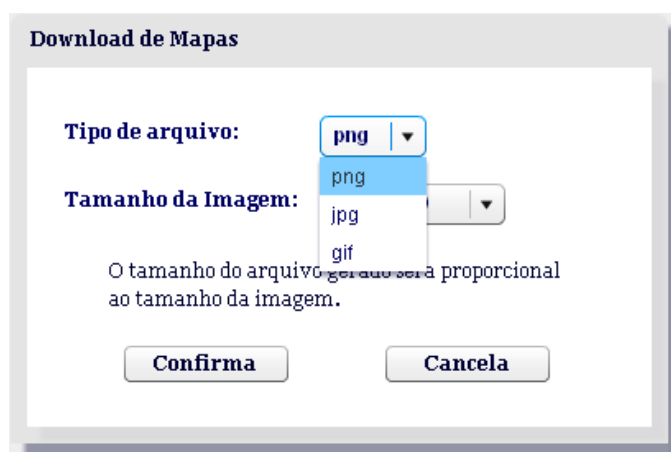 Download de Mapas
Tipo de arquivo:
png
png
Tamanho da Imagem:
jpg
gif
O tamanho do arquivo gerado será proporcional
ao tamanho da imagem.
Confirma
Cancela